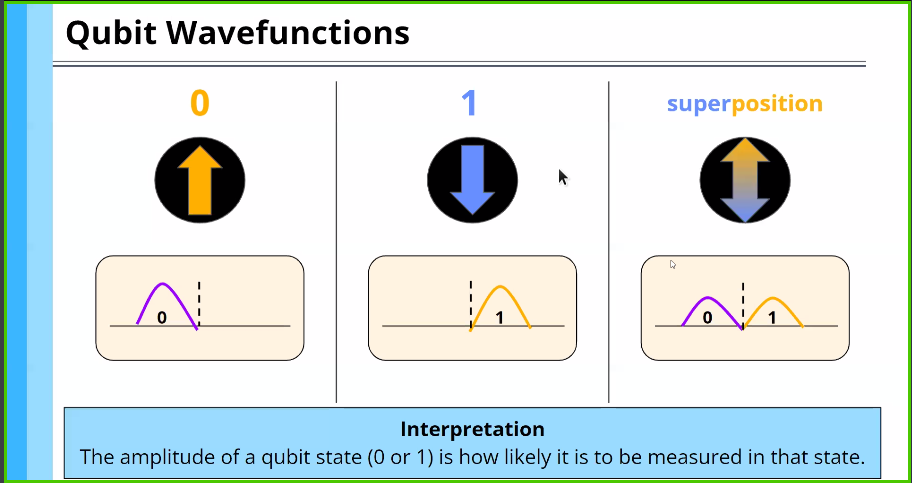 Qubit Wavefunctions
0
1
superposition
0
1
0 1
Interpretation
The amplitude of a qubit state (0 or 1) is how likely it is to be measured in that state.